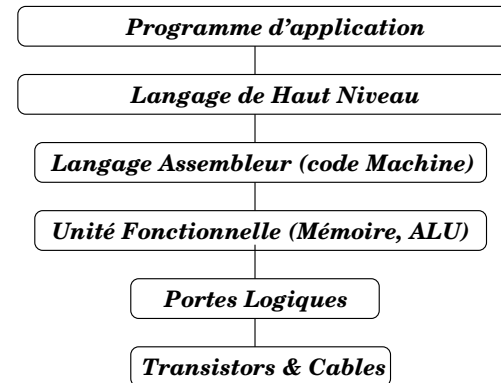 Programme d'application
Langage de Haut Niveau
Langage Assembleur (code Machine)
Unité Fonctionnelle (Mémoire, ALU)
Portes Logiques
Transistors & Cables